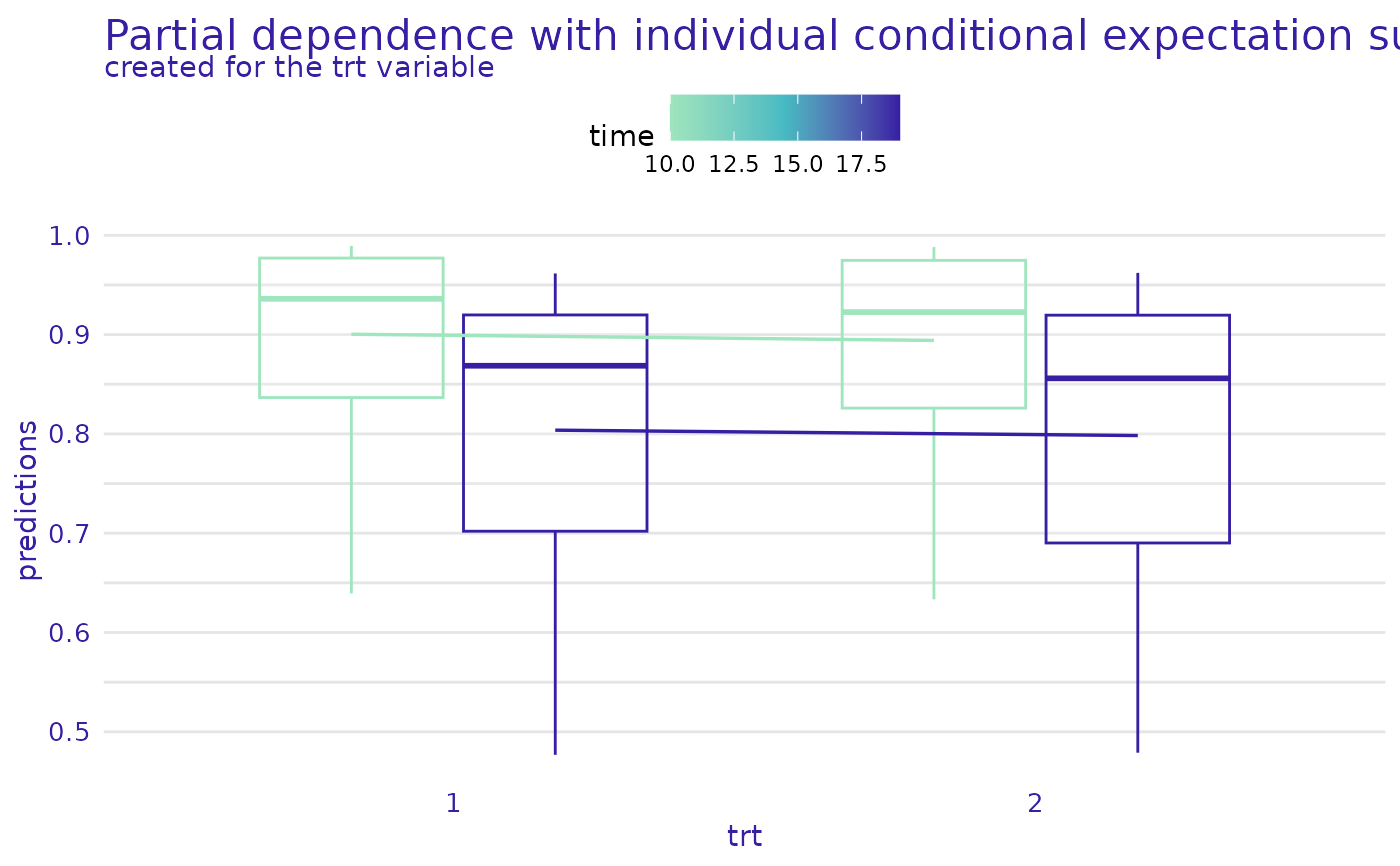 Partial dependence with individual conditional expectation
created for the trt variable
time
10.0 12.5 15.0 17.5
1.0
0.9
0.8
0.7
0.6
0.5
predictions
1 2
trt